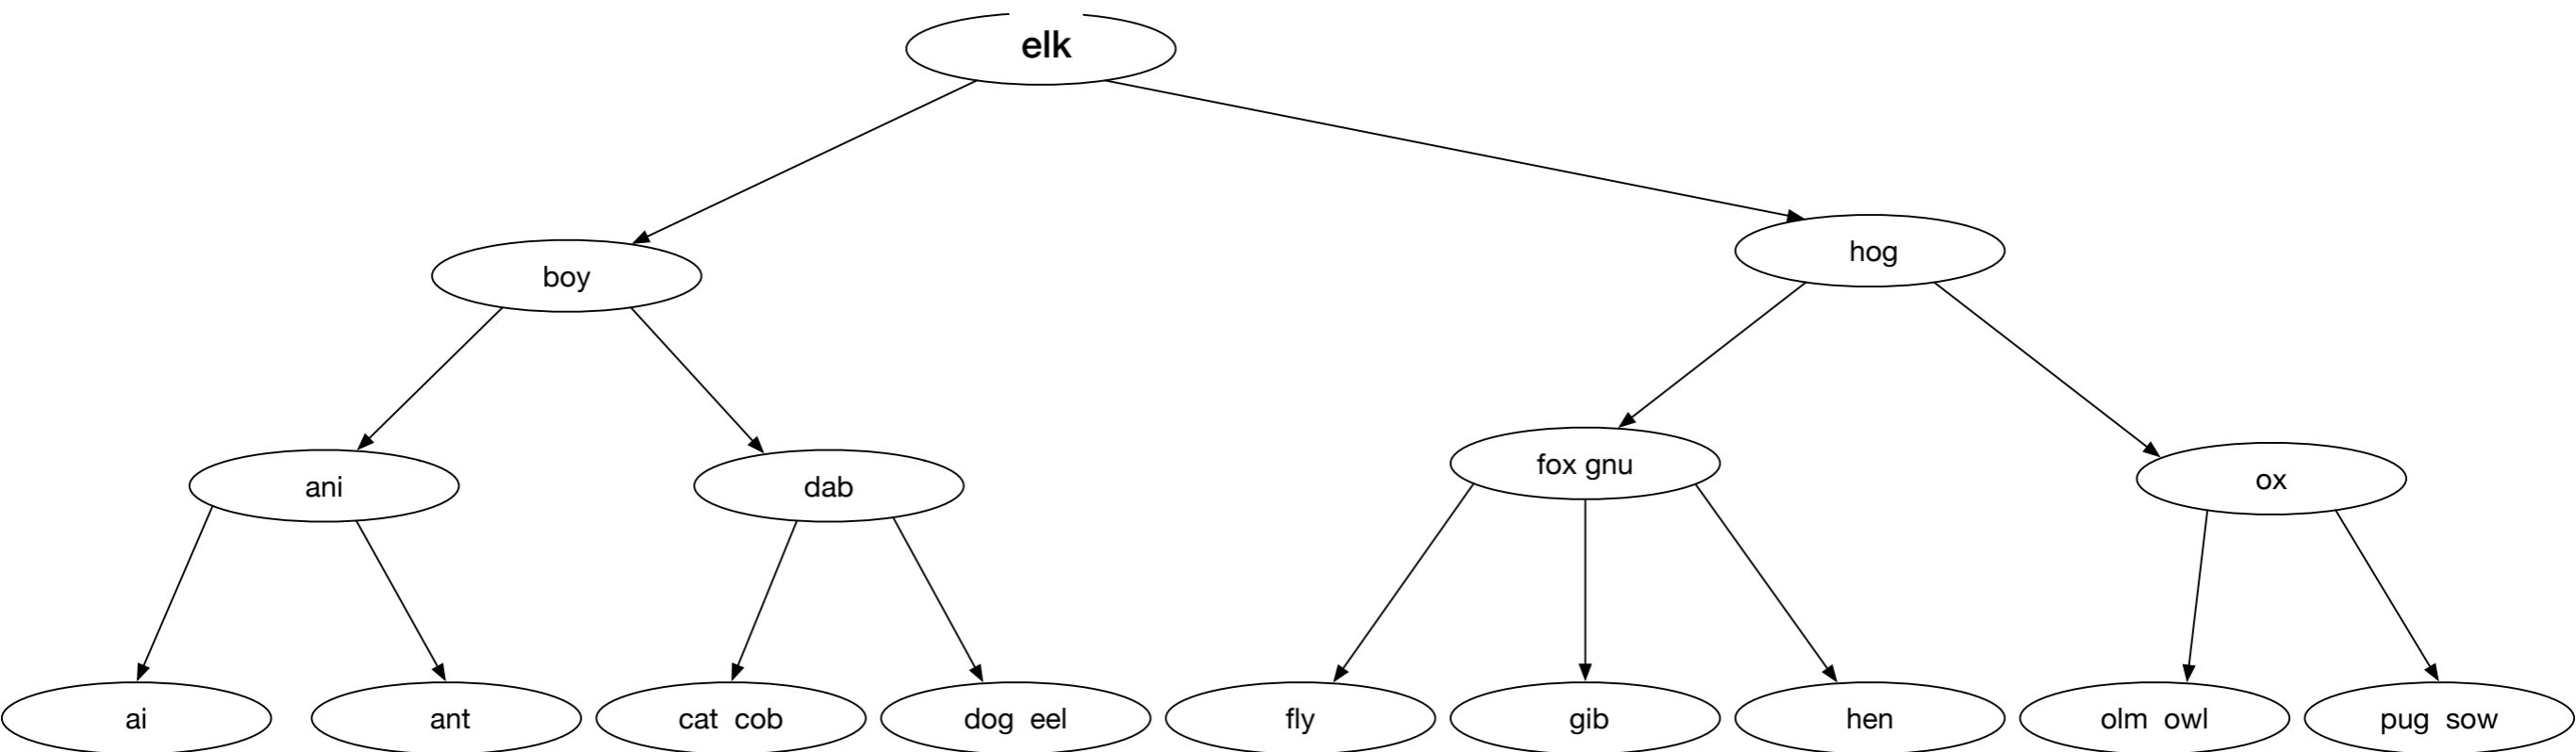 elk
boy
hog
ani
dab
fox gnu
ox
ai
ant
cat cob
dog eel
fly
gib
hen
olm owl
pug sow